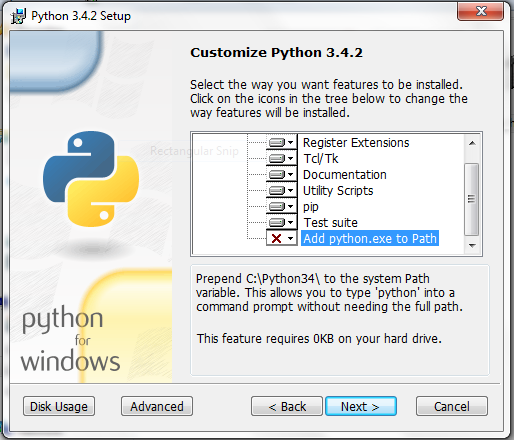 Python 3.4.2 Setup
Customize Python 3.4.2
Select the way you want features to be installed.
Click on the icons in the tree below to change the
way features will be installed.
Rectangular Snip
Register Extensions
Tcl/Tk
Documentation
Utility Scripts
pip
Test suite
Add python.exe to Path
Prepend C:\Python34\ to the system Path
variable. This allows you to type 'python' into a
command prompt without needing the full path.
This feature requires 0KB on your hard drive.
python
for
windows
Disk Usage
Advanced
< Back
Next >
Cancel